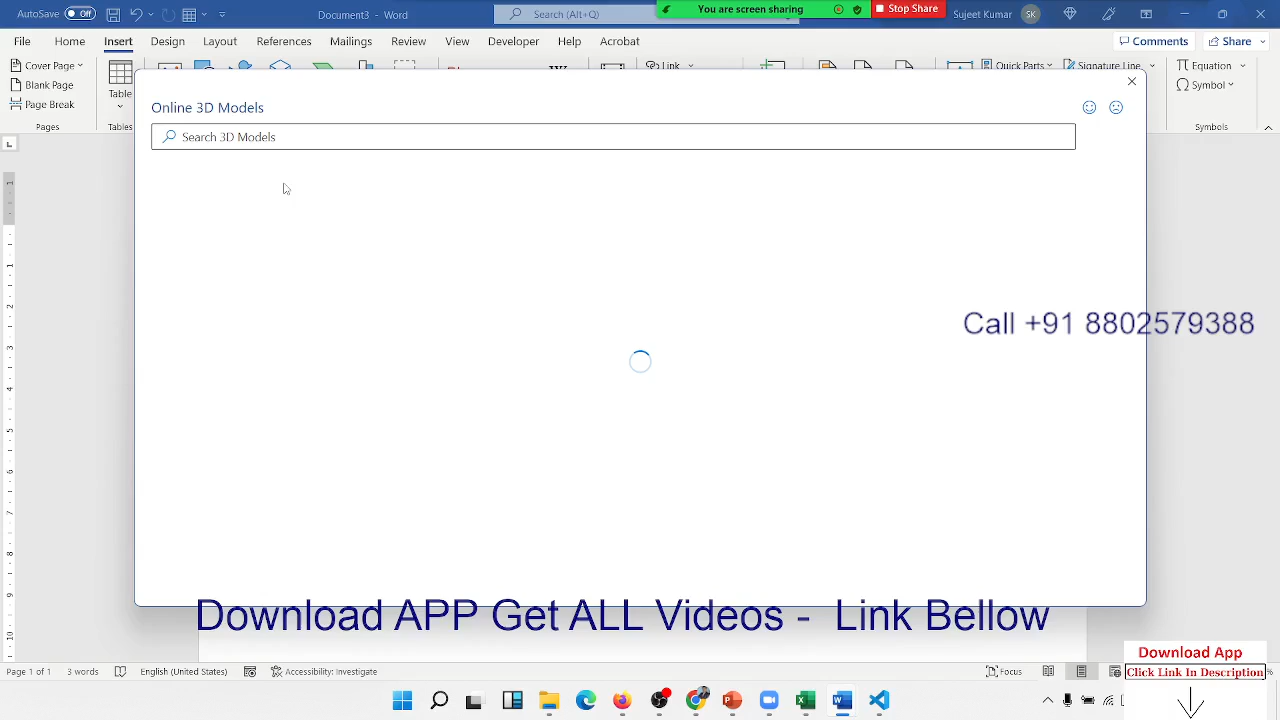 AutoSave Off Document3 - Word Search (Alt+Q) You are screen sharing Stop Share Sujeet Kumar SK
File Home Insert Design Layout References Mailings Review View Developer Help Acrobat Comments Share
Cover Page Link Quick Parts Signature Line Equation
Blank Page Table Symbol
Page Break
Pages Tables Symbols
Online 3D Models
Search 3D Models
Call +91 8802579388
Download APP Get ALL Videos - Link Bellow
Download App
Click Link In Description
Page 1 of 1 3 words English (United States) Accessibility: Investigate Focus